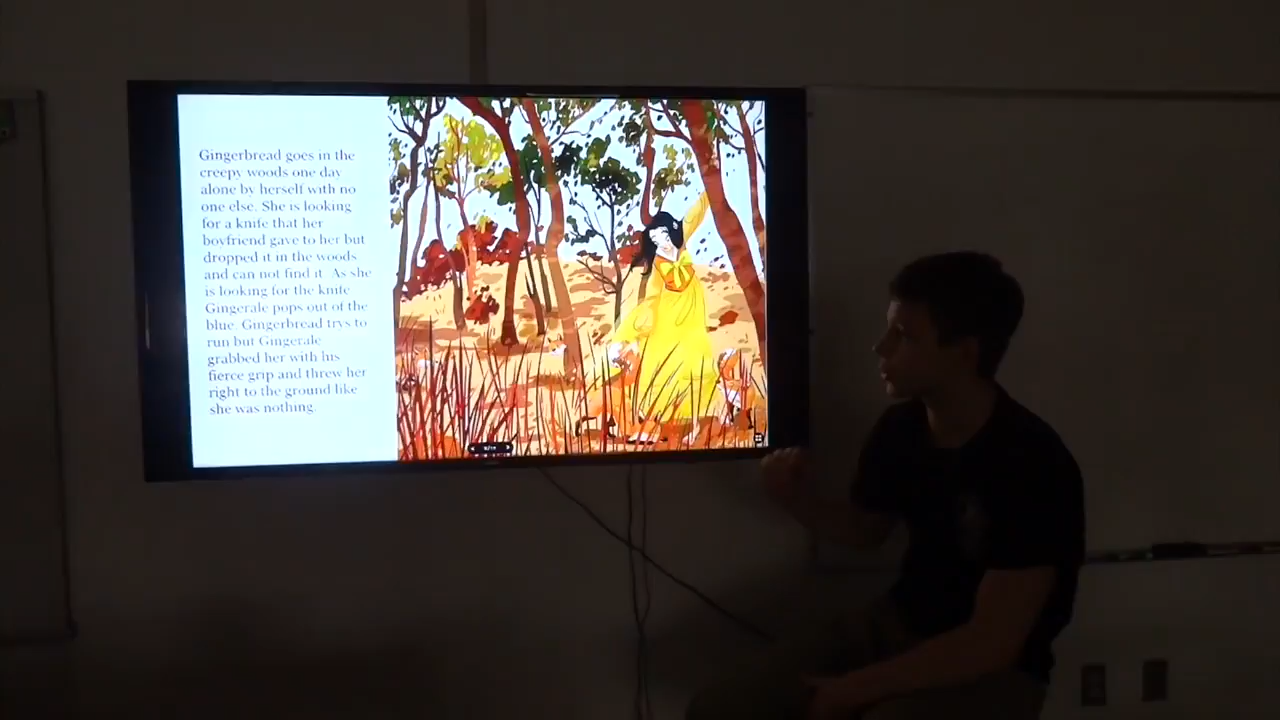 Gingerbread goes in the
creepy woods one day
alone by herself with no
one else. She is looking
for a knife that her
boyfriend gave to her but
dropped it in the woods
and can not find it. As she
is looking for the knife
Gingerale pops out of the
blue. Gingerbread trys to
run but Gingerale
grabbed her with his
fierce grip and threw her
right to the ground like
she was nothing.